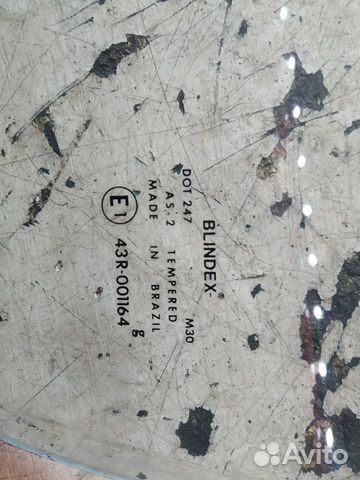 BLINDEX®
DOT 247 M30
AS-2 TEMPERED
MADE IN BRAZIL
E1 43R-001164
g
Avito